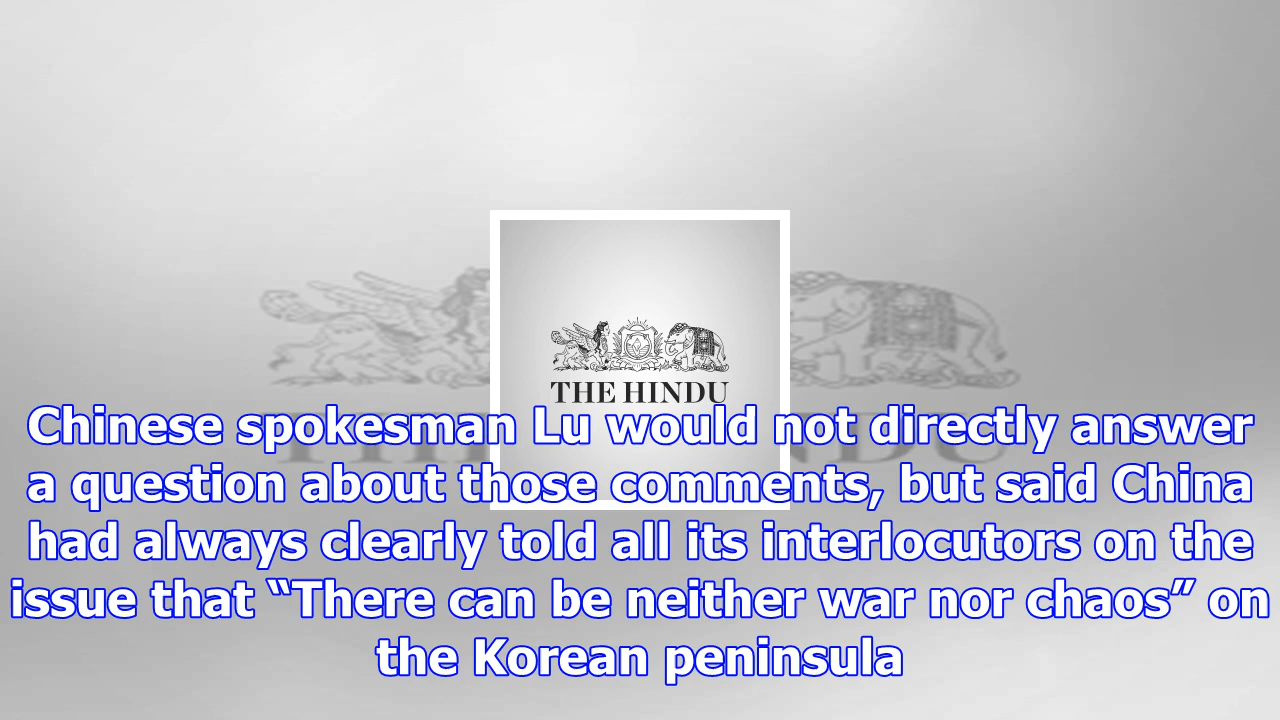 THE HINDU
Chinese spokesman Lu would not directly answer
a question about those comments, but said China
had always clearly told all its interlocutors on the
issue that “There can be neither war nor chaos” on
the Korean peninsula